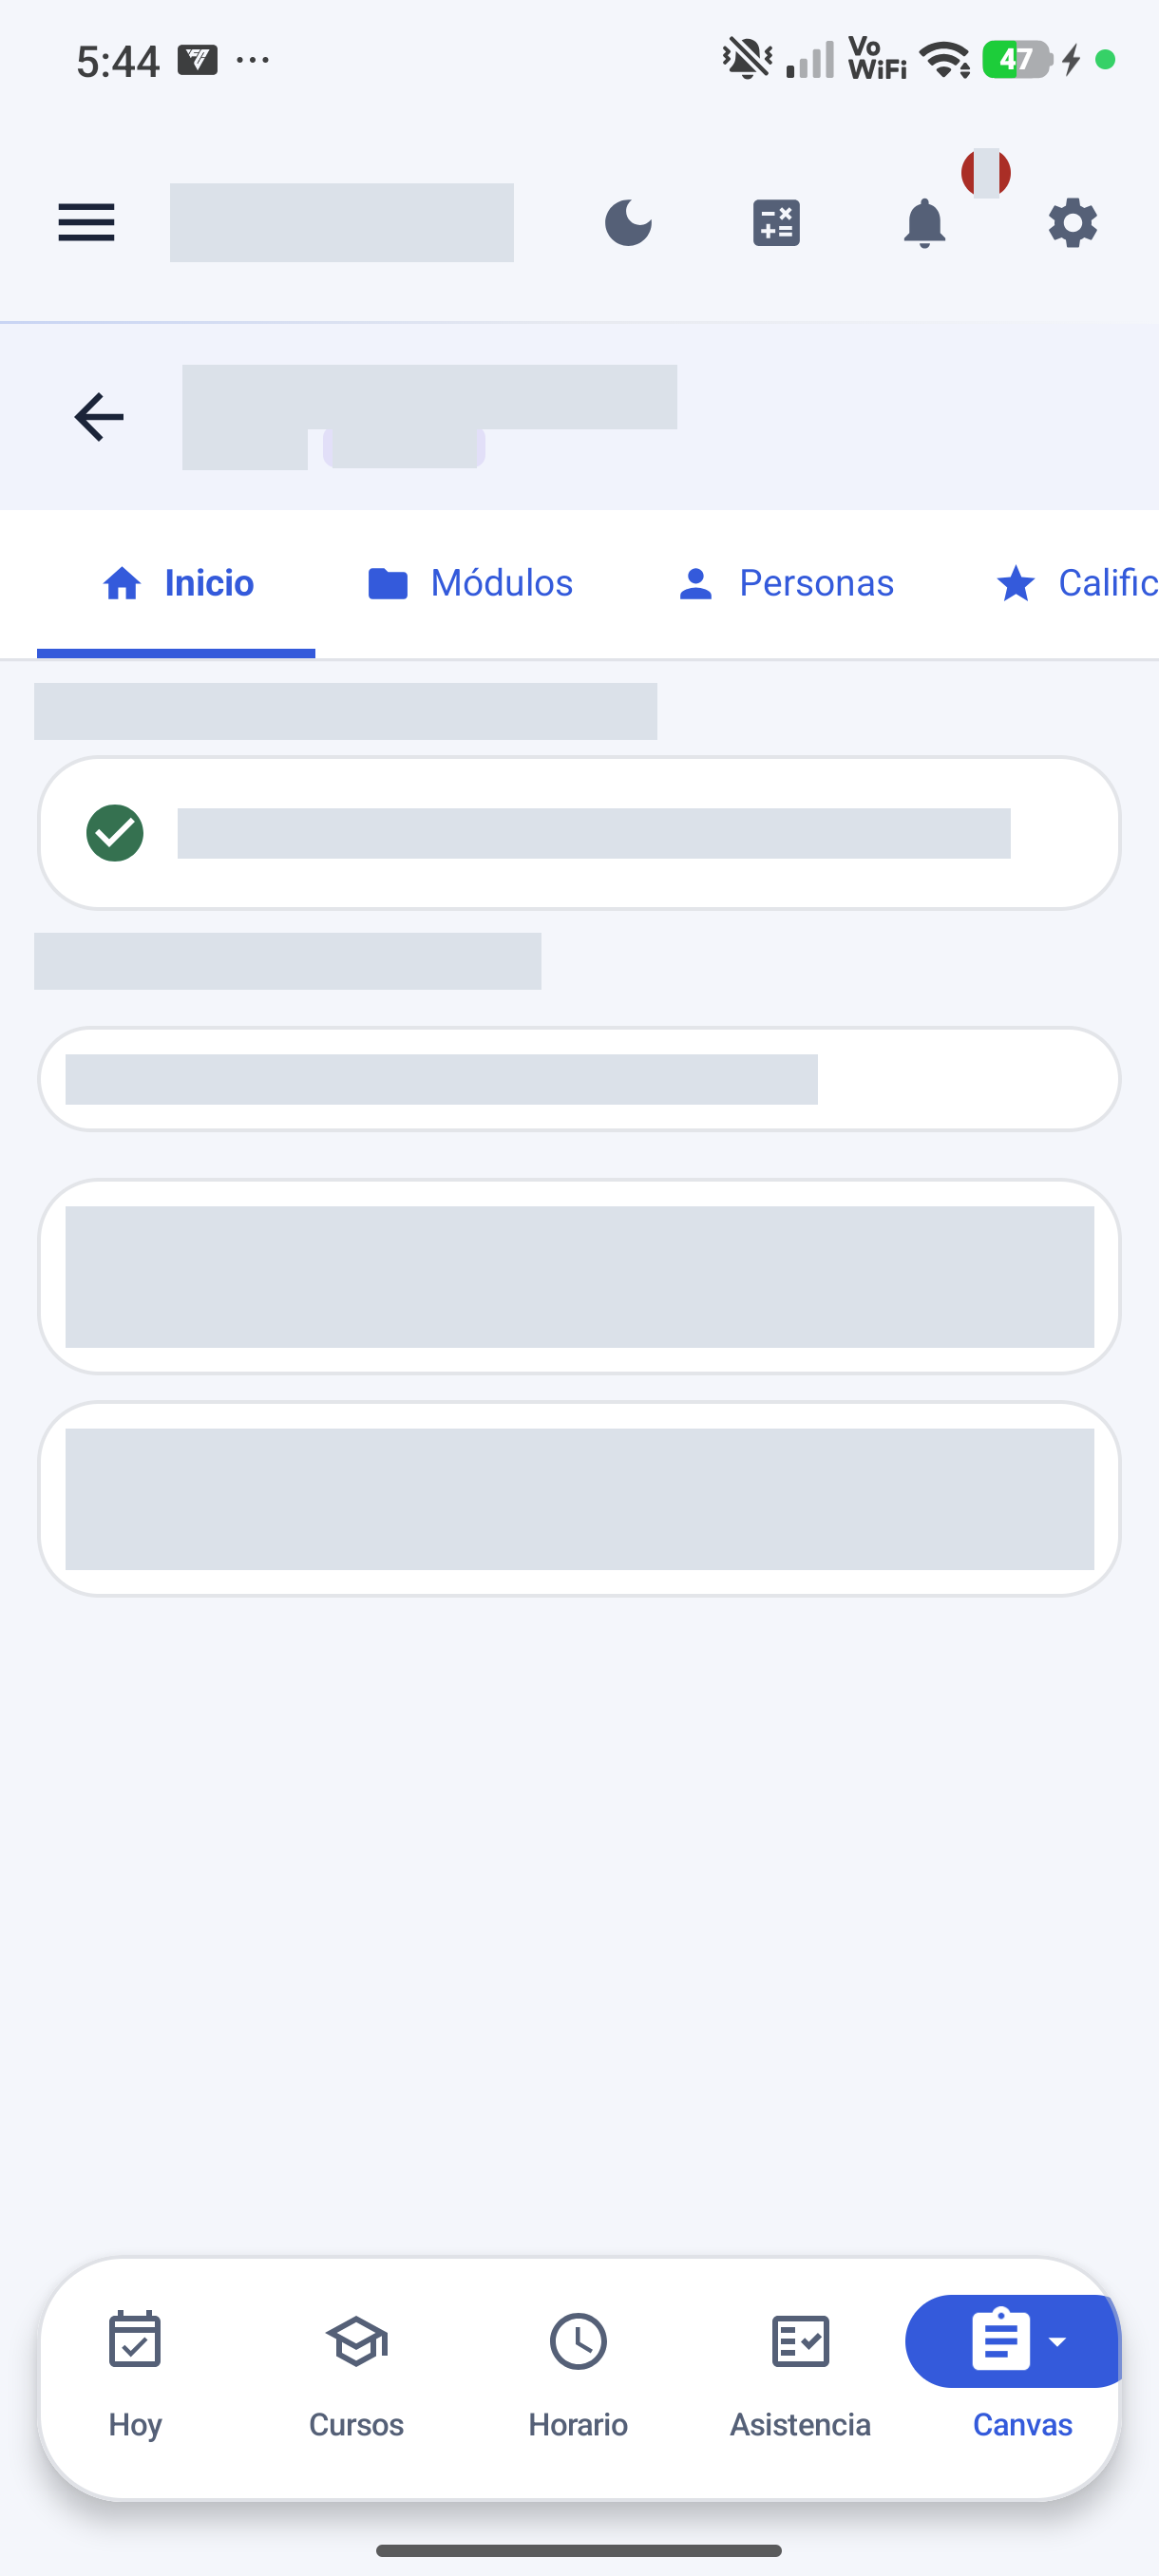 5:44
Vo
WiFi
47
Inicio
Módulos
Personas
Calific
Hoy
Cursos
Horario
Asistencia
Canvas